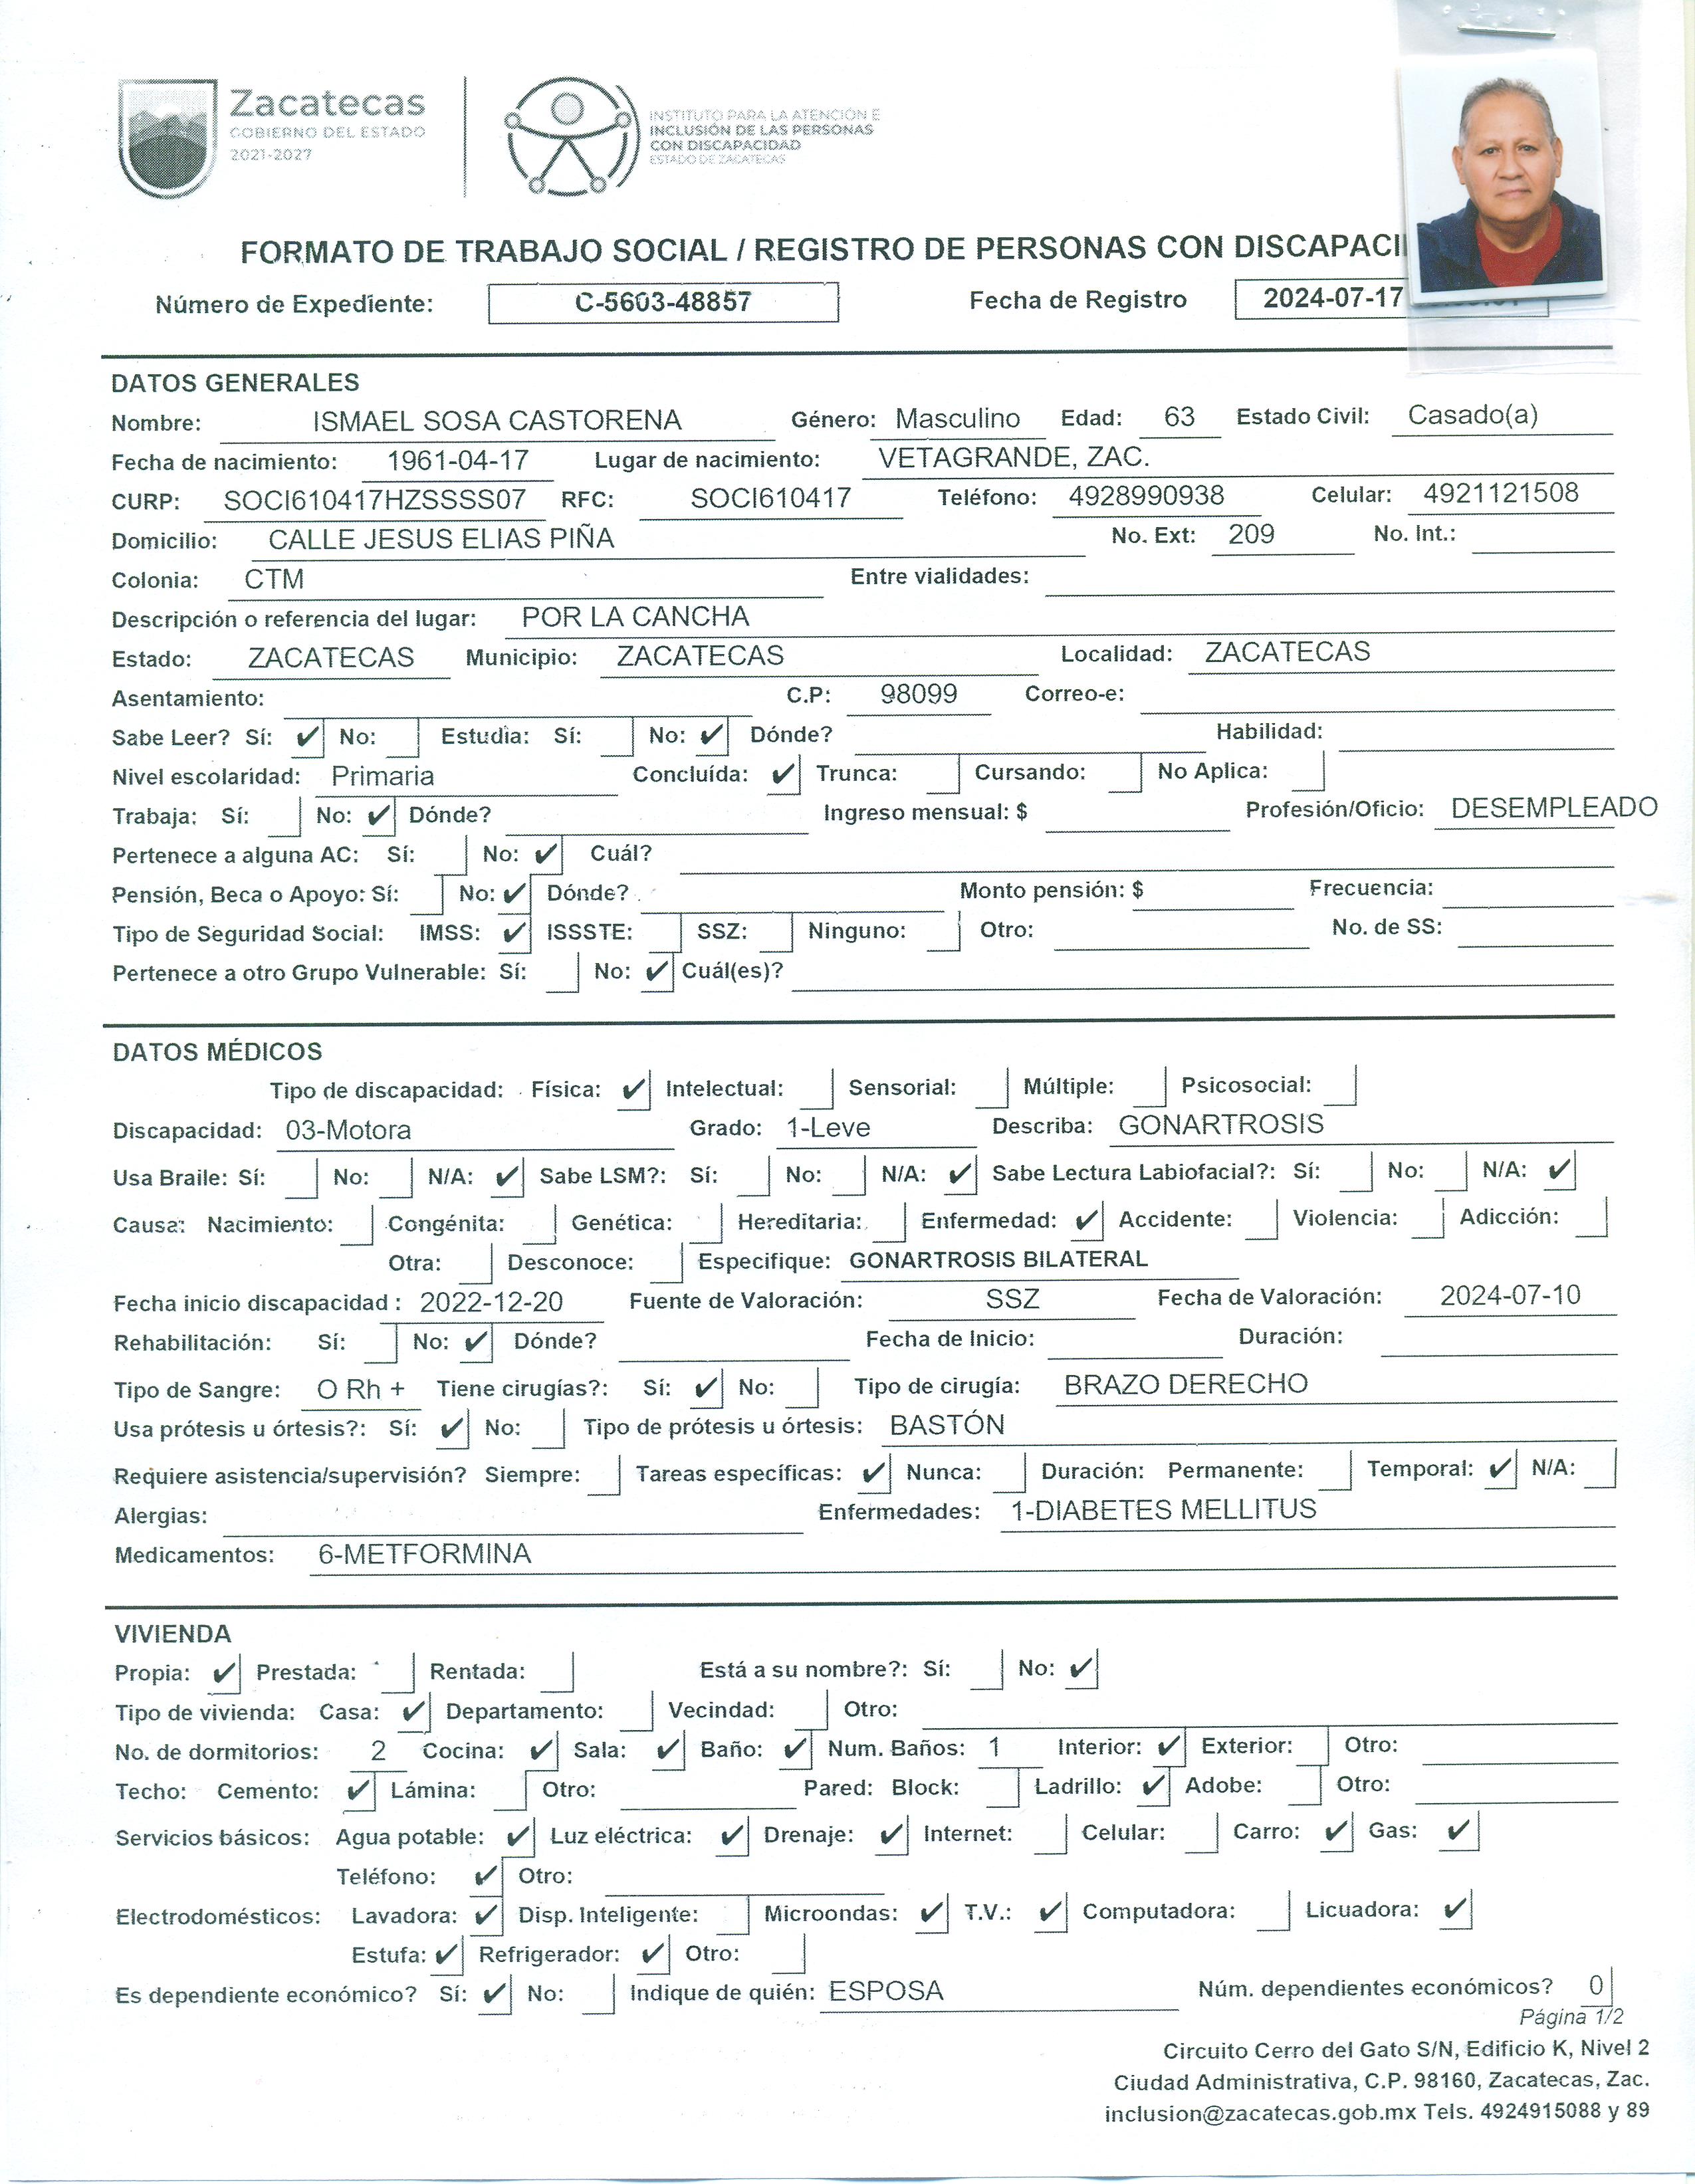 Zacatecas
GOBIERNO DEL ESTADO
2021-2027
INSTITUTO PARA LA ATENCIÓN E
INCLUSIÓN DE LAS PERSONAS
CON DISCAPACIDAD
ESTADO DE ZACATECAS
FORMATO DE TRABAJO SOCIAL / REGISTRO DE PERSONAS CON DISCAPACI
Número de Expediente: C-5603-48857 Fecha de Registro 2024-07-17
DATOS GENERALES
Nombre: ISMAEL SOSA CASTORENA Género: Masculino Edad: 63 Estado Civil: Casado(a)
Fecha de nacimiento: 1961-04-17 Lugar de nacimiento: VETAGRANDE, ZAC.
CURP: SOCI610417HZSSSS07 RFC: SOCI610417 Teléfono: 4928990938 Celular: 4921121508
Domicilio: CALLE JESUS ELIAS PIÑA No. Ext: 209 No. Int.:
Colonia: CTM Entre vialidades:
Descripción o referencia del lugar: POR LA CANCHA
Estado: ZACATECAS Municipio: ZACATECAS Localidad: ZACATECAS
Asentamiento: C.P: 98099 Correo-e:
Sabe Leer? Sí: ✔ No: Estudia: Sí: No: ✔ Dónde? Habilidad:
Nivel escolaridad: Primaria Concluída: ✔ Trunca: Cursando: No Aplica:
Trabaja: Sí: No: ✔ Dónde? Ingreso mensual: $ Profesión/Oficio: DESEMPLEADO
Pertenece a alguna AC: Sí: No: ✔ Cuál?
Pensión, Beca o Apoyo: Sí: No: ✔ Dónde? Monto pensión: $ Frecuencia:
Tipo de Seguridad Social: IMSS: ✔ ISSSTE: SSZ: Ninguno: Otro: No. de SS:
Pertenece a otro Grupo Vulnerable: Sí: No: ✔ Cuál(es)?
DATOS MÉDICOS
Tipo de discapacidad: Física: ✔ Intelectual: Sensorial: Múltiple: Psicosocial:
Discapacidad: 03-Motora Grado: 1-Leve Describa: GONARTROSIS
Usa Braile: Sí: No: N/A: ✔ Sabe LSM?: Sí: No: N/A: ✔ Sabe Lectura Labiofacial?: Sí: No: N/A: ✔
Causa: Nacimiento: Congénita: Genética: Hereditaria: Enfermedad: ✔ Accidente: Violencia: Adicción:
Otra: Desconoce: Especifique: GONARTROSIS BILATERAL
Fecha inicio discapacidad : 2022-12-20 Fuente de Valoración: SSZ Fecha de Valoración: 2024-07-10
Rehabilitación: Sí: No: ✔ Dónde? Fecha de Inicio: Duración:
Tipo de Sangre: O Rh + Tiene cirugías?: Sí: ✔ No: Tipo de cirugía: BRAZO DERECHO
Usa prótesis u órtesis?: Sí: ✔ No: Tipo de prótesis u órtesis: BASTÓN
Requiere asistencia/supervisión? Siempre: Tareas específicas: ✔ Nunca: Duración: Permanente: Temporal: ✔ N/A:
Alergias: Enfermedades: 1-DIABETES MELLITUS
Medicamentos: 6-METFORMINA
VIVIENDA
Propia: ✔ Prestada: Rentada: Está a su nombre?: Sí: No: ✔
Tipo de vivienda: Casa: ✔ Departamento: Vecindad: Otro:
No. de dormitorios: 2 Cocina: ✔ Sala: ✔ Baño: ✔ Num. Baños: 1 Interior: ✔ Exterior: Otro:
Techo: Cemento: ✔ Lámina: Otro: Pared: Block: Ladrillo: ✔ Adobe: Otro:
Servicios básicos: Agua potable: ✔ Luz eléctrica: ✔ Drenaje: ✔ Internet: Celular: Carro: ✔ Gas: ✔
Teléfono: ✔ Otro:
Electrodomésticos: Lavadora: ✔ Disp. Inteligente: Microondas: ✔ T.V.: ✔ Computadora: Licuadora: ✔
Estufa: ✔ Refrigerador: ✔ Otro:
Es dependiente económico? Sí: ✔ No: Indique de quién: ESPOSA Núm. dependientes económicos? 0
Página 1/2
Circuito Cerro del Gato S/N, Edificio K, Nivel 2
Ciudad Administrativa, C.P. 98160, Zacatecas, Zac.
inclusion@zacatecas.gob.mx Tels. 4924915088 y 89